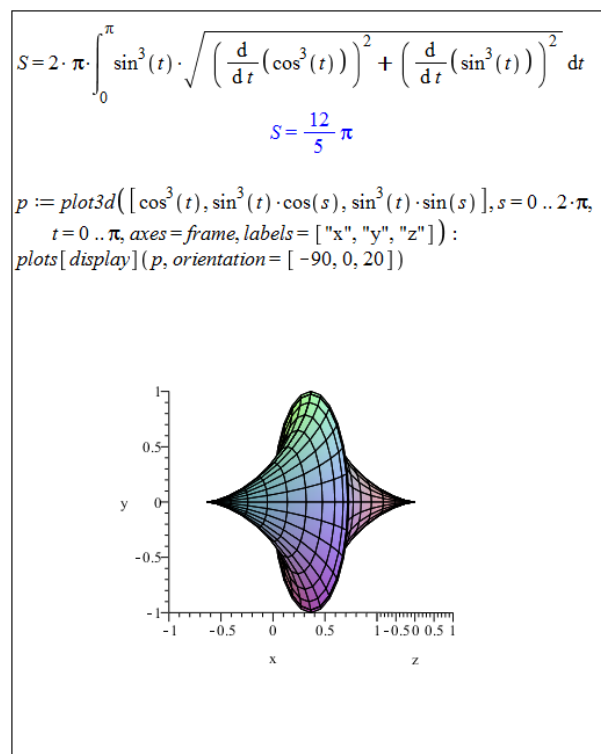 S = 2 · π · ∫₀^π sin³(t) · √((d/dt (cos³(t)))² + (d/dt (sin³(t)))²) dt
S = 12/5 π
p := plot3d([cos³(t), sin³(t)·cos(s), sin³(t)·sin(s)], s = 0 .. 2·π,
t = 0 .. π, axes = frame, labels = ["x", "y", "z"]) :
plots[display](p, orientation = [ -90, 0, 20])
1
0.5
y 0
-0.5
-1
-1 -0.5 0 0.5 1 -0.5 0 0.5 1
x z